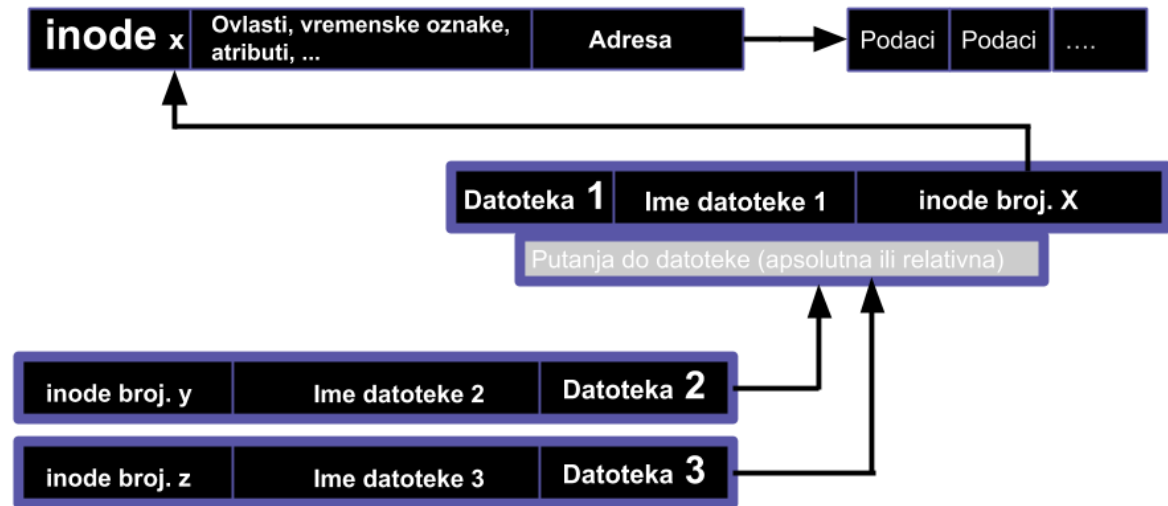 inode x
Ovlasti, vremenske oznake,
atributi, ...
Adresa
Podaci
Podaci
....
Datoteka 1
Ime datoteke 1
inode broj. X
Putanja do datoteke (apsolutna ili relativna)
inode broj. y
Ime datoteke 2
Datoteka 2
inode broj. z
Ime datoteke 3
Datoteka 3